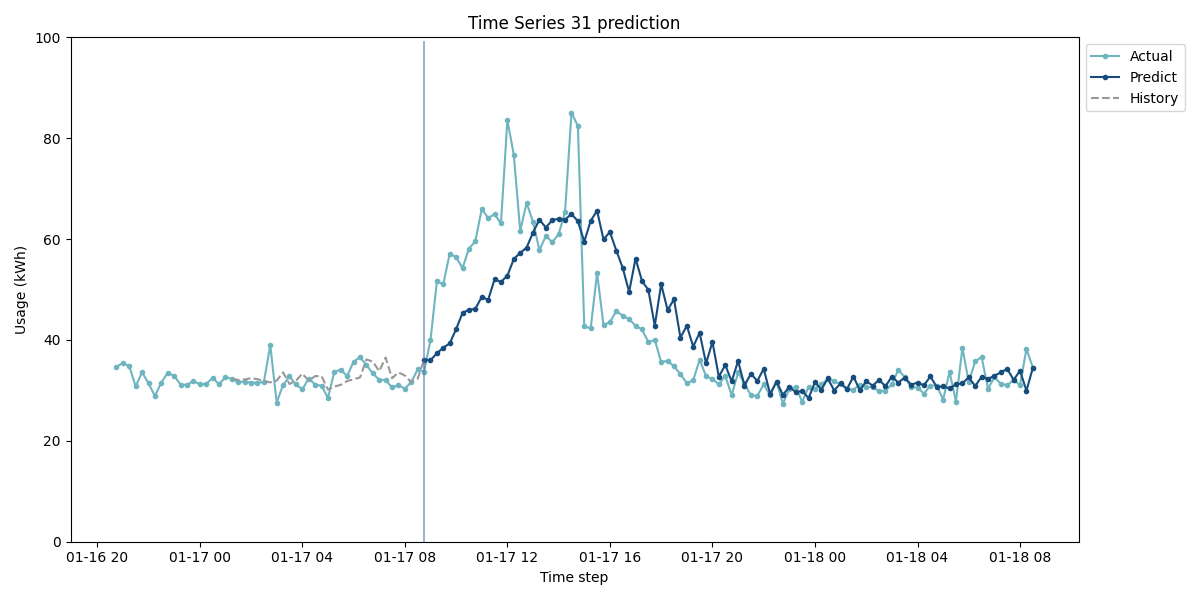 Time Series 31 prediction
100
80
60
40
20
0
Usage (kWh)
01-16 20
01-17 00
01-17 04
01-17 08
01-17 12
01-17 16
01-17 20
01-18 00
01-18 04
01-18 08
Time step
Actual
Predict
History